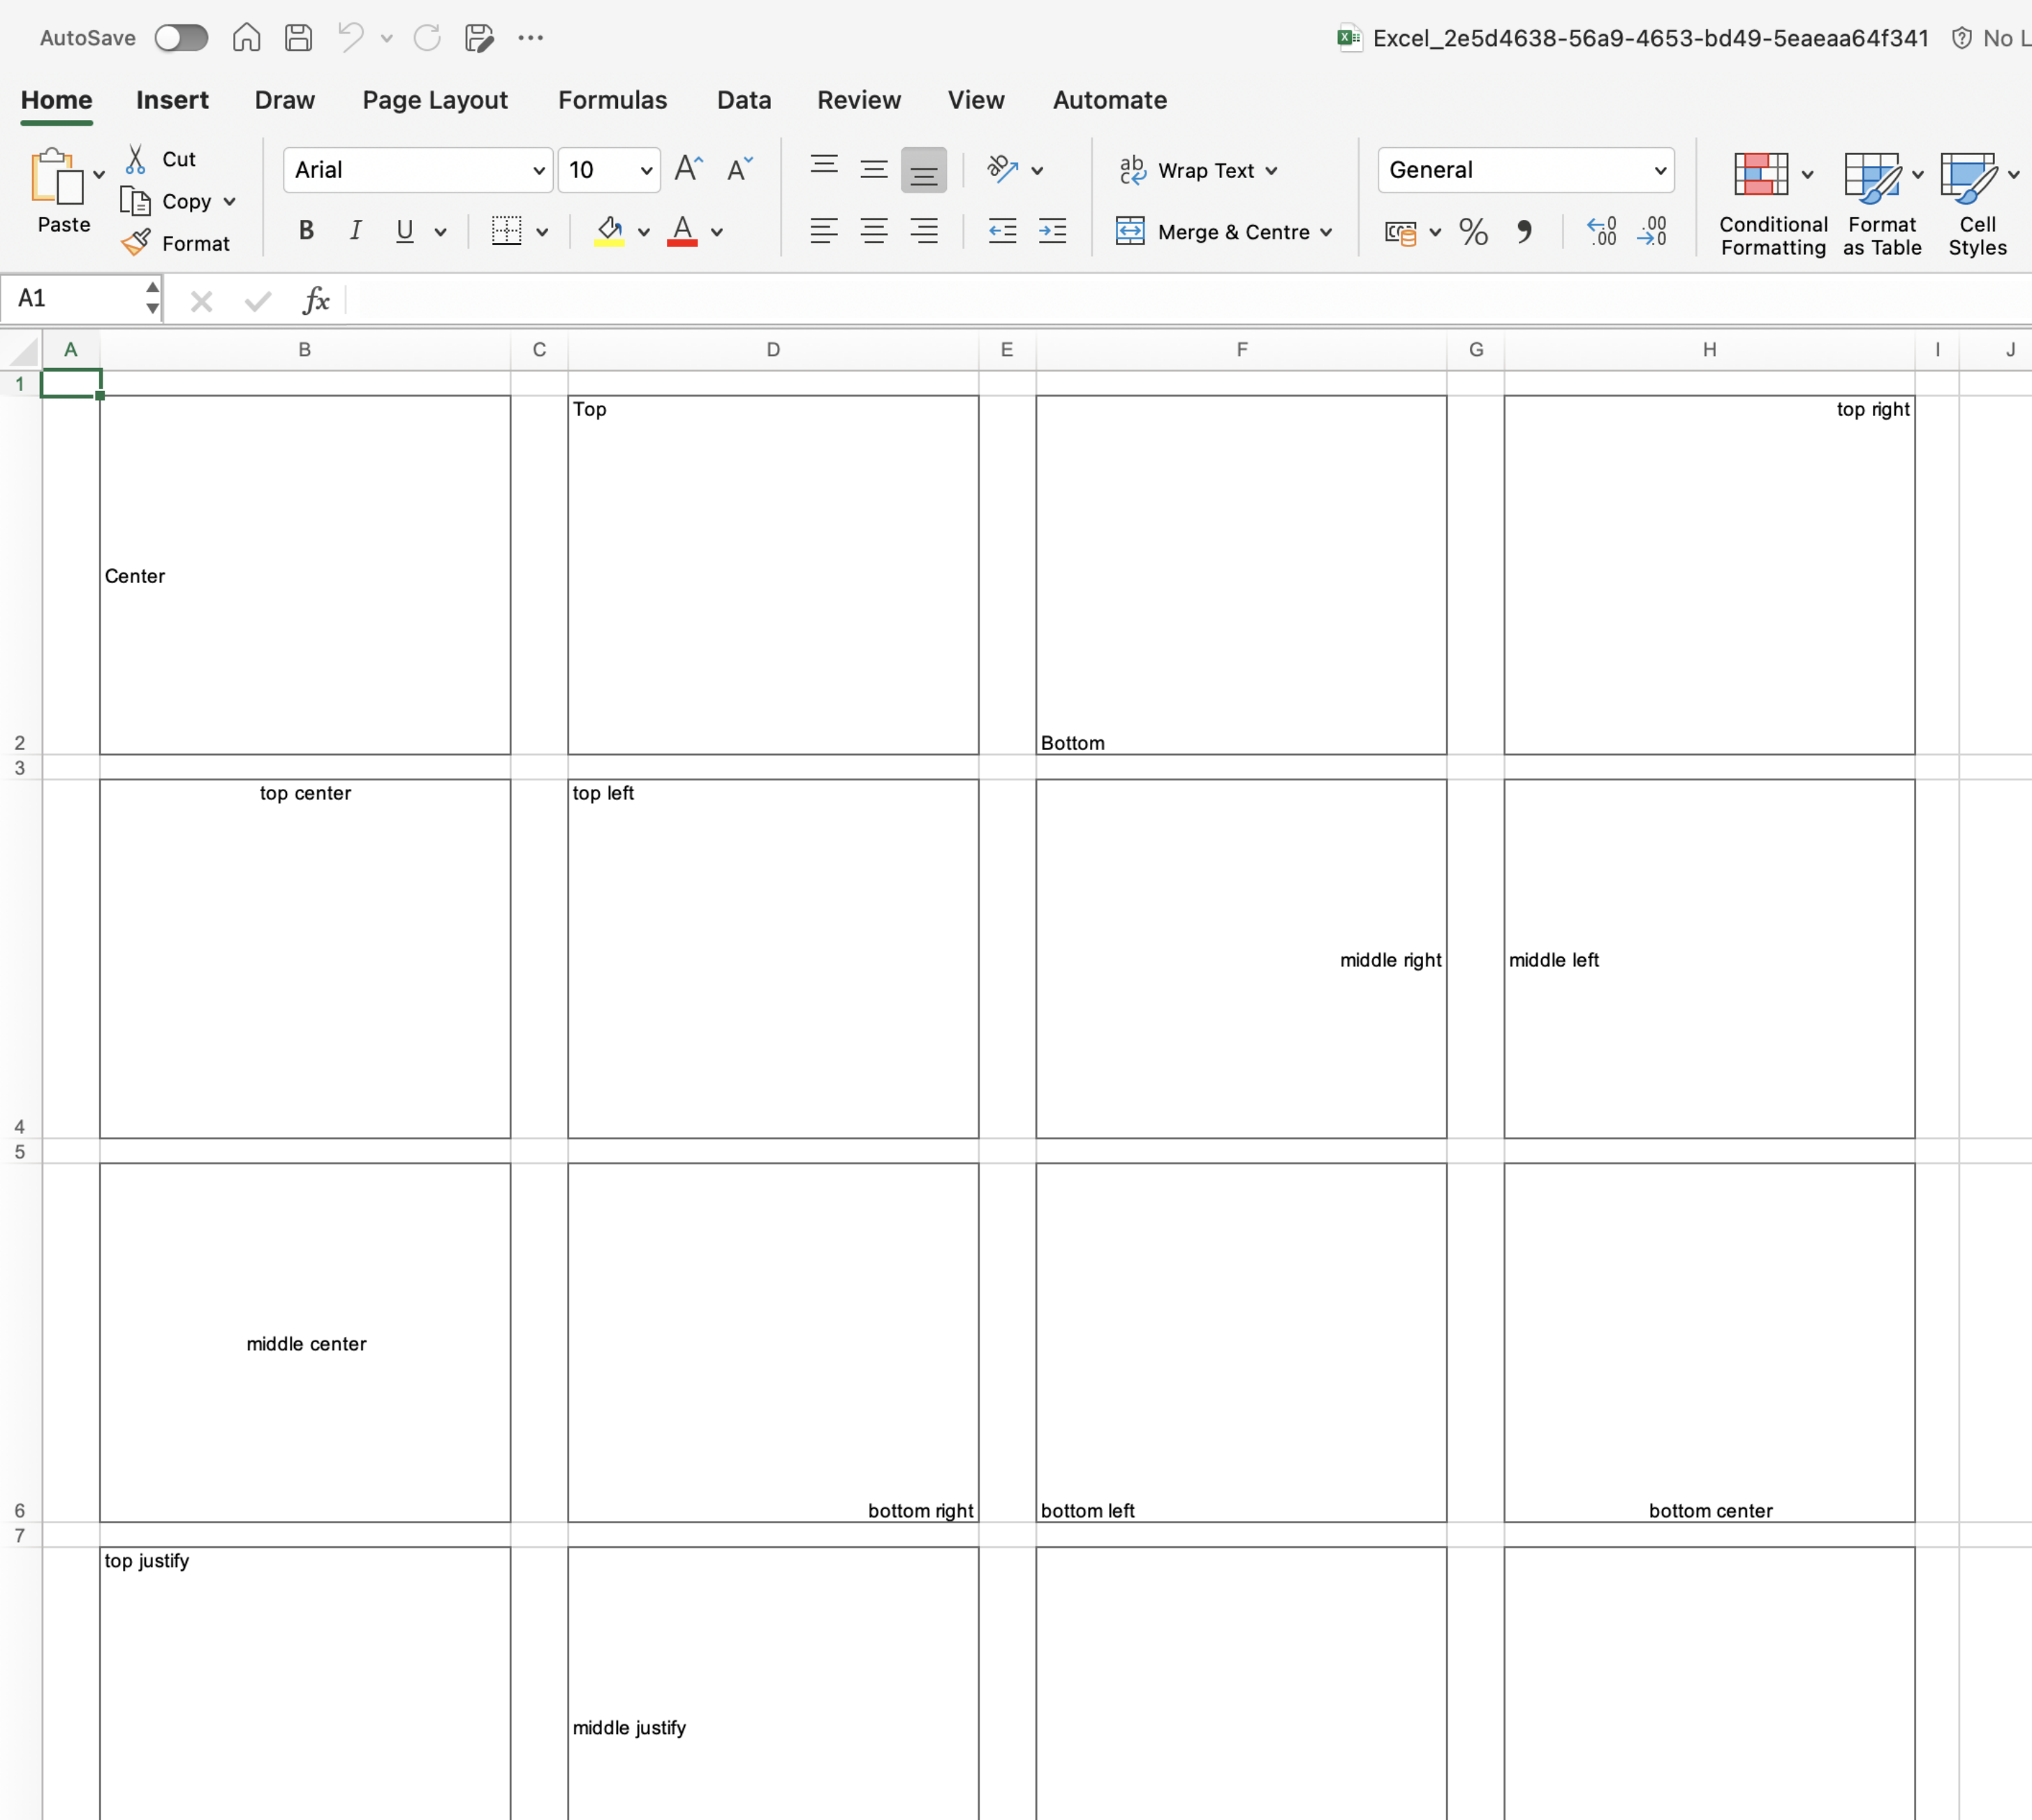 AutoSave
Excel_2e5d4638-56a9-4653-bd49-5eaeaa64f341 No L
Home Insert Draw Page Layout Formulas Data Review View Automate
Paste
Cut
Copy
Format
Arial 10
B I U A
ab
c
Wrap Text
Merge & Centre
General
% 
Conditional Formatting
Format as Table
Cell Styles
A1 fx
A B C D E F G H I J
1
Top
top right
Center
2
Bottom
3
top center
top left
middle right
middle left
4
5
middle center
6
bottom right
bottom left
bottom center
7
top justify
middle justify